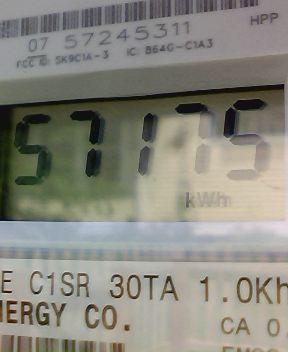 HPP
07 57245311
FCC ID: SK9C1A-3 IC: 864G-C1A3
57175
kWh
E C1SR 30TA 1.0Kh
NERGY CO.
CA 0.